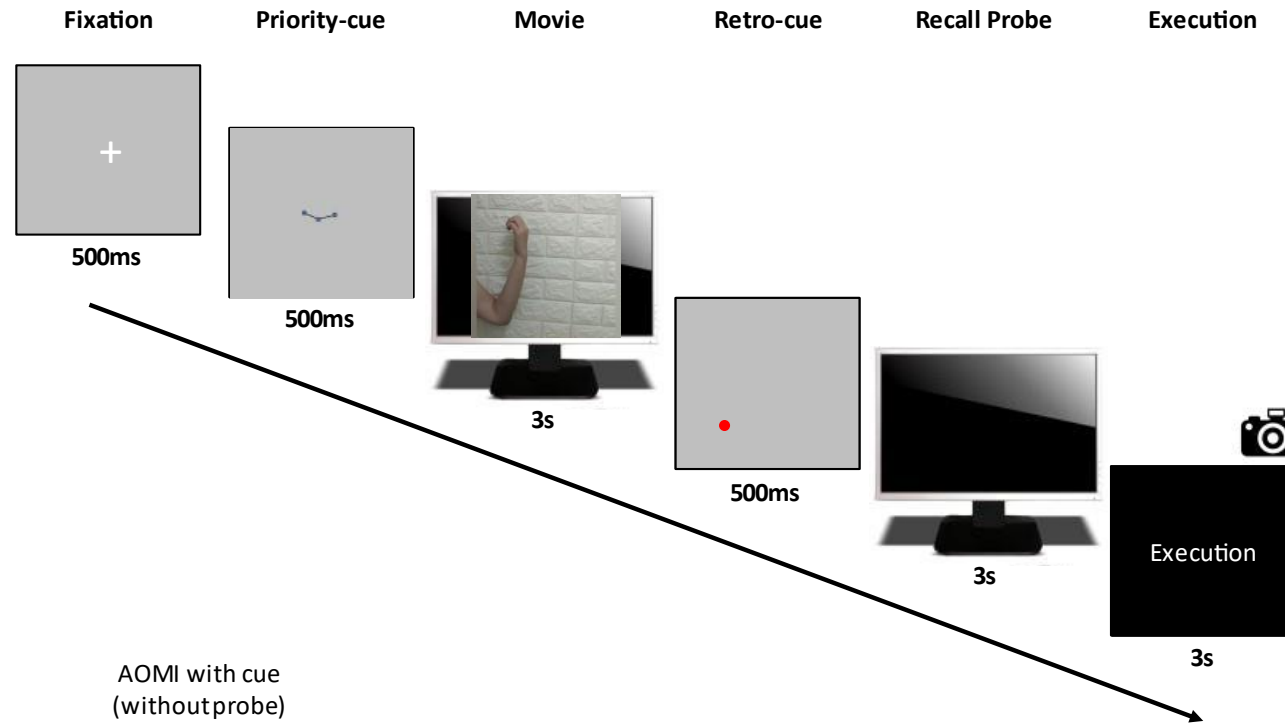 Fixation
Priority-cue
Movie
Retro-cue
Recall Probe
Execution
500ms
500ms
3s
500ms
3s
Execution
3s
AOMI with cue
(without probe)